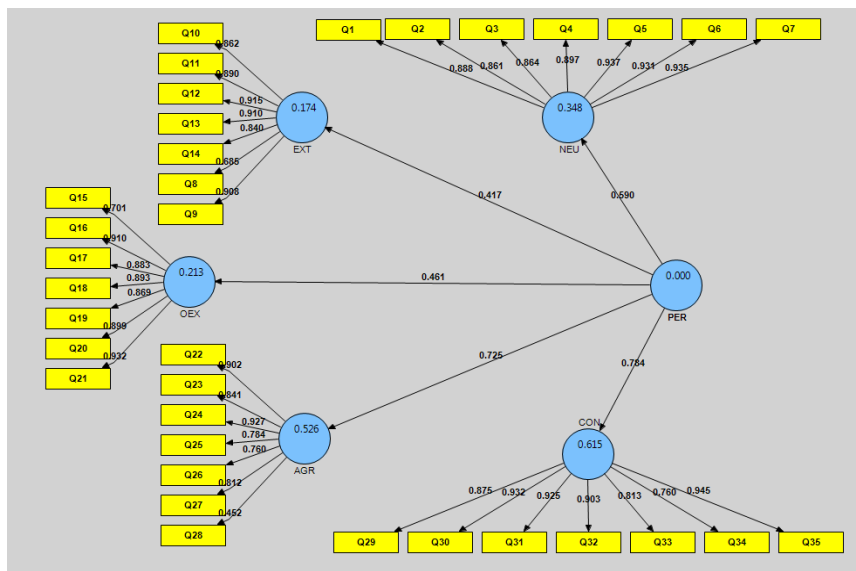 Q10
Q11
Q12
Q13
Q14
Q8
Q9
0.862
0.890
0.915
0.910
0.840
0.685
0.908
0.174
EXT
Q1
Q2
Q3
Q4
Q5
Q6
Q7
0.888
0.861
0.864
0.897
0.937
0.931
0.935
0.348
NEU
Q15
Q16
Q17
Q18
Q19
Q20
Q21
0.701
0.910
0.883
0.893
0.869
0.899
0.932
0.213
OEX
0.417
0.590
0.461
0.725
0.784
0.000
PER
Q22
Q23
Q24
Q25
Q26
Q27
Q28
0.902
0.841
0.927
0.784
0.760
0.812
0.452
0.526
AGR
CON
0.615
0.875
0.932
0.925
0.903
0.813
0.760
0.945
Q29
Q30
Q31
Q32
Q33
Q34
Q35